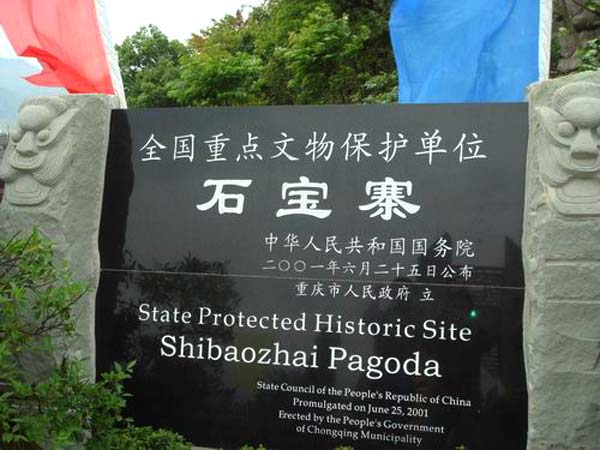 全国重点文物保护单位
石宝寨
中华人民共和国国务院
二〇〇一年六月二十五日公布
重庆市人民政府 立
State Protected Historic Site
Shibaozhai Pagoda
State Council of the People's Republic of China
Promulgated on June 25, 2001
Erected by the People's Government
of Chongqing Municipality